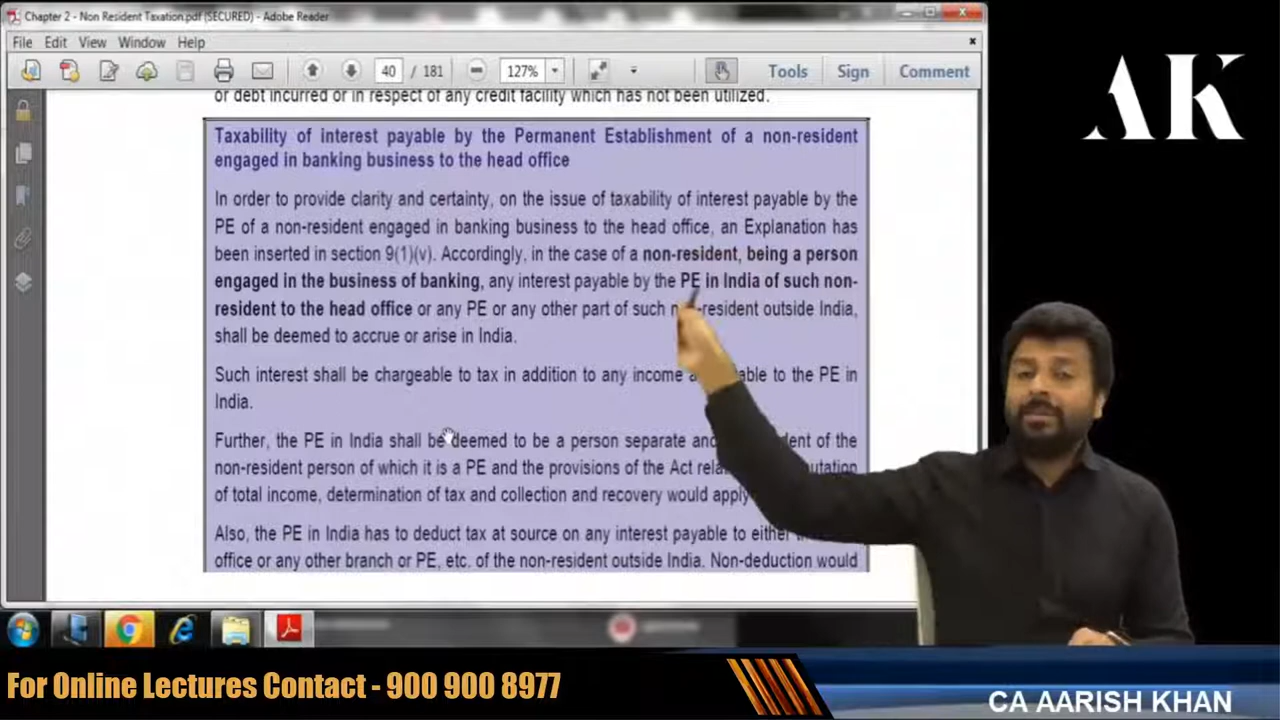 Chapter 2 - Non Resident Taxation.pdf (SECURED) - Adobe Reader
File Edit View Window Help
40 / 181 127% Tools Sign Comment
or debt incurred or in respect of any credit facility which has not been utilized.
AK
Taxability of interest payable by the Permanent Establishment of a non-resident
engaged in banking business to the head office
In order to provide clarity and certainty, on the issue of taxability of interest payable by the
PE of a non-resident engaged in banking business to the head office, an Explanation has
been inserted in section 9(1)(v). Accordingly, in the case of a non-resident, being a person
engaged in the business of banking, any interest payable by the PE in India of such non-
resident to the head office or any PE or any other part of such resident outside India,
shall be deemed to accrue or arise in India.
Such interest shall be chargeable to tax in addition to any income to the PE in
India.
Further, the PE in India shall be deemed to be a person separate and of the
non-resident person of which it is a PE and the provisions of the Act
of total income, determination of tax and collection and recovery would apply
Also, the PE in India has to deduct tax at source on any interest payable to either
office or any other branch or PE, etc. of the non-resident outside India. Non-deduction would
For Online Lectures Contact - 900 900 8977
CA AARISH KHAN